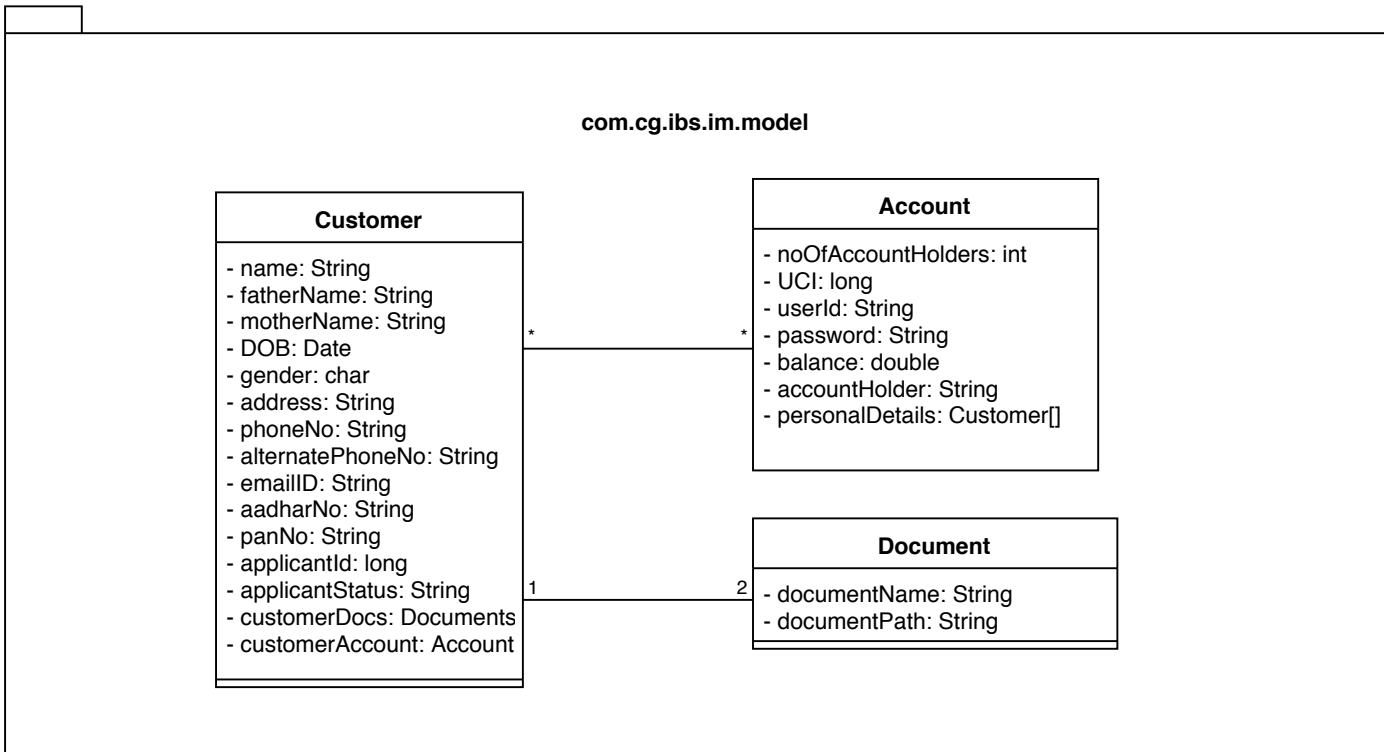 com.cg.ibs.im.model
Customer
- name: String
- fatherName: String
- motherName: String
- DOB: Date
- gender: char
- address: String
- phoneNo: String
- alternatePhoneNo: String
- emailID: String
- aadharNo: String
- panNo: String
- applicantId: long
- applicantStatus: String
- customerDocs: Documents
- customerAccount: Account
* *
1 2
Account
- noOfAccountHolders: int
- UCI: long
- userId: String
- password: String
- balance: double
- accountHolder: String
- personalDetails: Customer[]
Document
- documentName: String
- documentPath: String